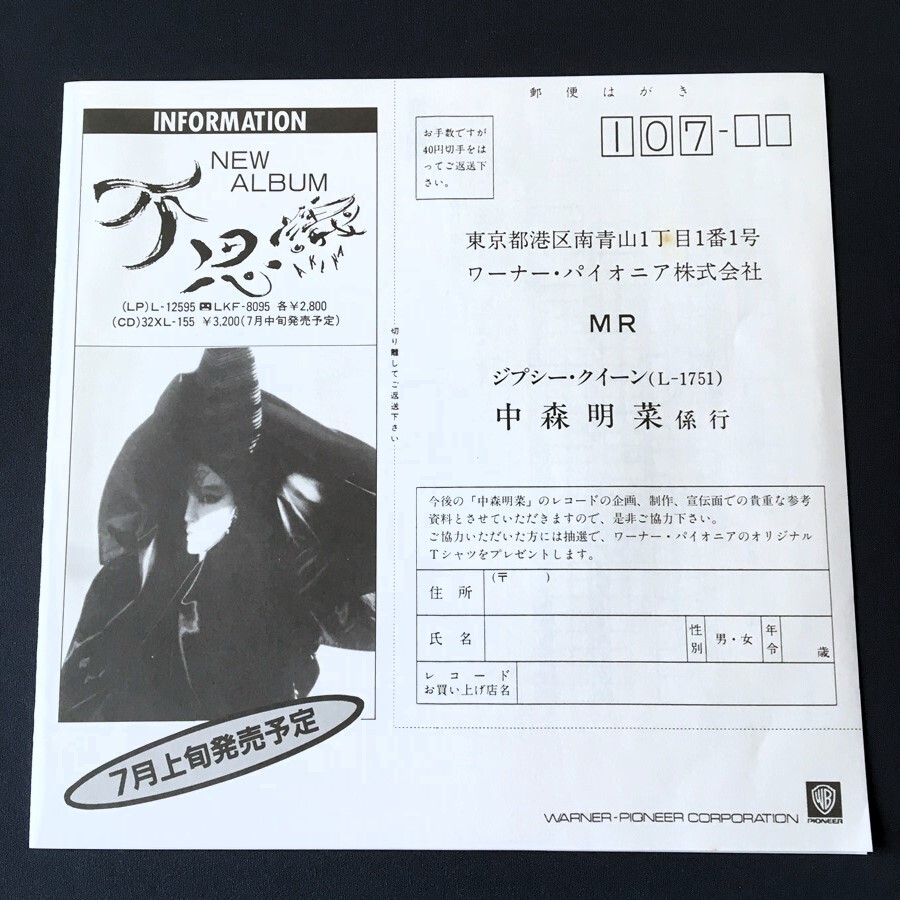 INFORMATION
NEW
ALBUM
不思議
AKINA
(LP)L-12595 LKF-8095 各¥2,800
(CD)32XL-155 ¥3,200(7月中旬発売予定)
7月上旬発売予定
切り離してご返送下さい
郵便はがき
お手数ですが
40円切手をは
ってご返送下
さい。
107-
東京都港区南青山1丁目1番1号
ワーナー・パイオニア株式会社
MR
ジプシー・クイーン(L-1751)
中森明菜係行
今後の「中森明菜」のレコードの企画、制作、宣伝面での貴重な参考
資料とさせていただきますので、是非ご協力下さい。
ご協力いただいた方には抽選で、ワーナー・パイオニアのオリジナル
Tシャツをプレゼントします。
住所 (〒 )
氏名 性別 男・女 年令 歳
レコード
お買い上げ店名
WARNER-PIONEER CORPORATION
WB
PIONEER